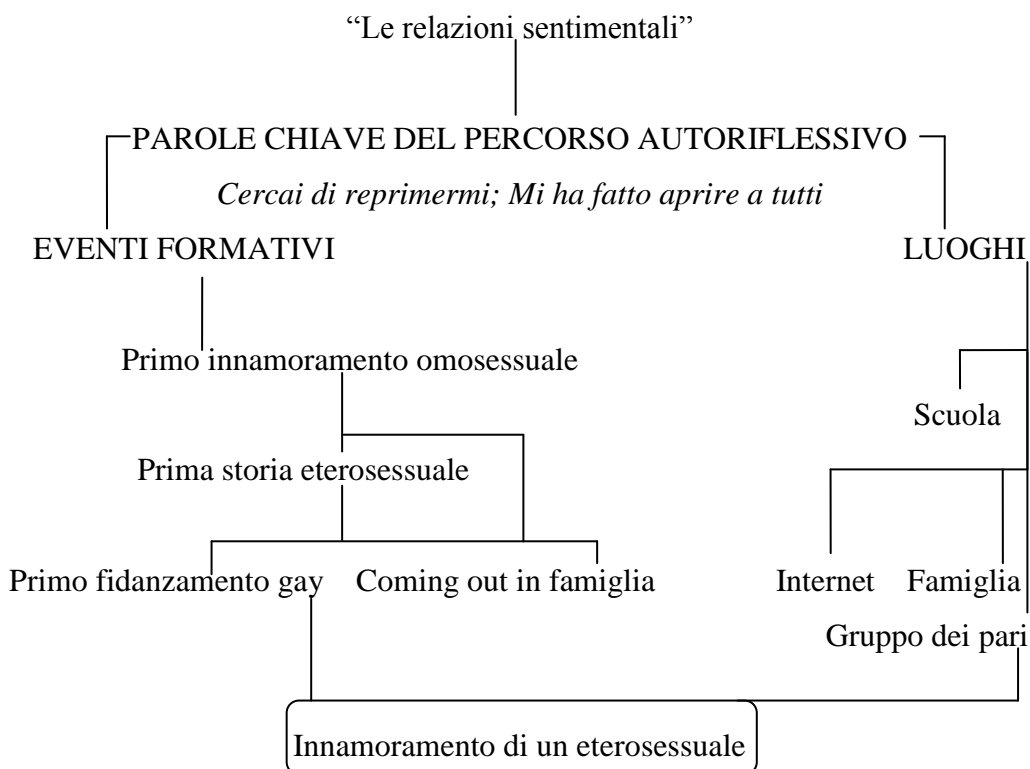 “Le relazioni sentimentali”
PAROLE CHIAVE DEL PERCORSO AUTORIFLESSIVO
Cercai di reprimermi; Mi ha fatto aprire a tutti
EVENTI FORMATIVI
LUOGHI
Primo innamoramento omosessuale
Scuola
Prima storia eterosessuale
Primo fidanzamento gay
Coming out in famiglia
Internet
Famiglia
Gruppo dei pari
Innamoramento di un eterosessuale